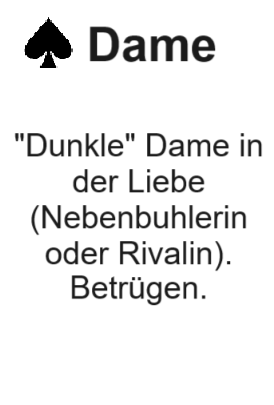 ♠ Dame
"Dunkle" Dame in
der Liebe
(Nebenbuhlerin
oder Rivalin).
Betrügen.